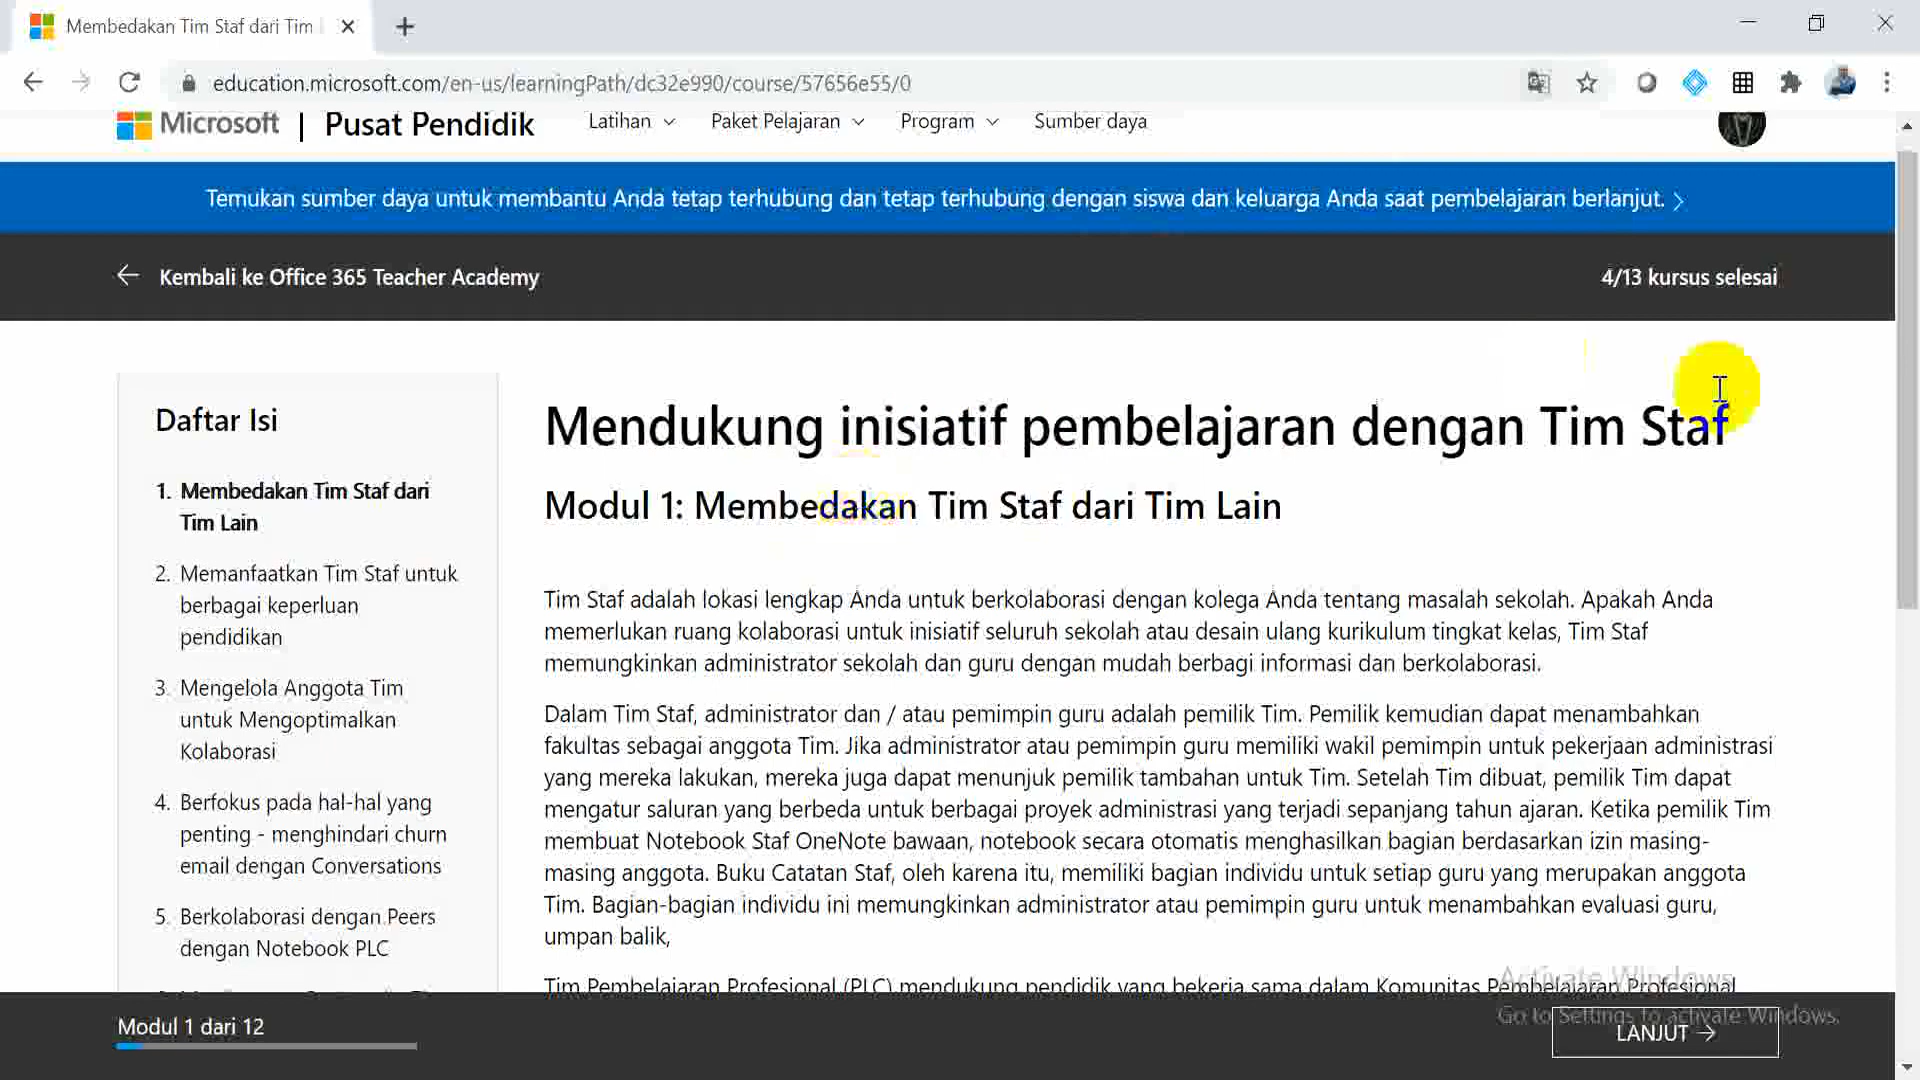 Membedakan Tim Staf dari Tim
education.microsoft.com/en-us/learningPath/dc32e990/course/57656e55/0
Microsoft | Pusat Pendidik Latihan Paket Pelajaran Program Sumber daya
Temukan sumber daya untuk membantu Anda tetap terhubung dan tetap terhubung dengan siswa dan keluarga Anda saat pembelajaran berlanjut.
Kembali ke Office 365 Teacher Academy
4/13 kursus selesai
Daftar Isi
1. Membedakan Tim Staf dari
Tim Lain
2. Memanfaatkan Tim Staf untuk
berbagai keperluan
pendidikan
3. Mengelola Anggota Tim
untuk Mengoptimalkan
Kolaborasi
4. Berfokus pada hal-hal yang
penting - menghindari churn
email dengan Conversations
5. Berkolaborasi dengan Peers
dengan Notebook PLC
Mendukung inisiatif pembelajaran dengan Tim Staf
Modul 1: Membedakan Tim Staf dari Tim Lain
Tim Staf adalah lokasi lengkap Anda untuk berkolaborasi dengan kolega Anda tentang masalah sekolah. Apakah Anda
memerlukan ruang kolaborasi untuk inisiatif seluruh sekolah atau desain ulang kurikulum tingkat kelas, Tim Staf
memungkinkan administrator sekolah dan guru dengan mudah berbagi informasi dan berkolaborasi.
Dalam Tim Staf, administrator dan / atau pemimpin guru adalah pemilik Tim. Pemilik kemudian dapat menambahkan
fakultas sebagai anggota Tim. Jika administrator atau pemimpin guru memiliki wakil pemimpin untuk pekerjaan administrasi
yang mereka lakukan, mereka juga dapat menunjuk pemilik tambahan untuk Tim. Setelah Tim dibuat, pemilik Tim dapat
mengatur saluran yang berbeda untuk berbagai proyek administrasi yang terjadi sepanjang tahun ajaran. Ketika pemilik Tim
membuat Notebook Staf OneNote bawaan, notebook secara otomatis menghasilkan bagian berdasarkan izin masing-
masing anggota. Buku Catatan Staf, oleh karena itu, memiliki bagian individu untuk setiap guru yang merupakan anggota
Tim. Bagian-bagian individu ini memungkinkan administrator atau pemimpin guru untuk menambahkan evaluasi guru,
umpan balik,
Tim Pembelajaran Profesional (PLC) mendukung pendidik yang bekerja sama dalam Komunitas Pembelajaran Profesional
Activate Windows
Go to Settings to activate Windows.
Modul 1 dari 12
LANJUT